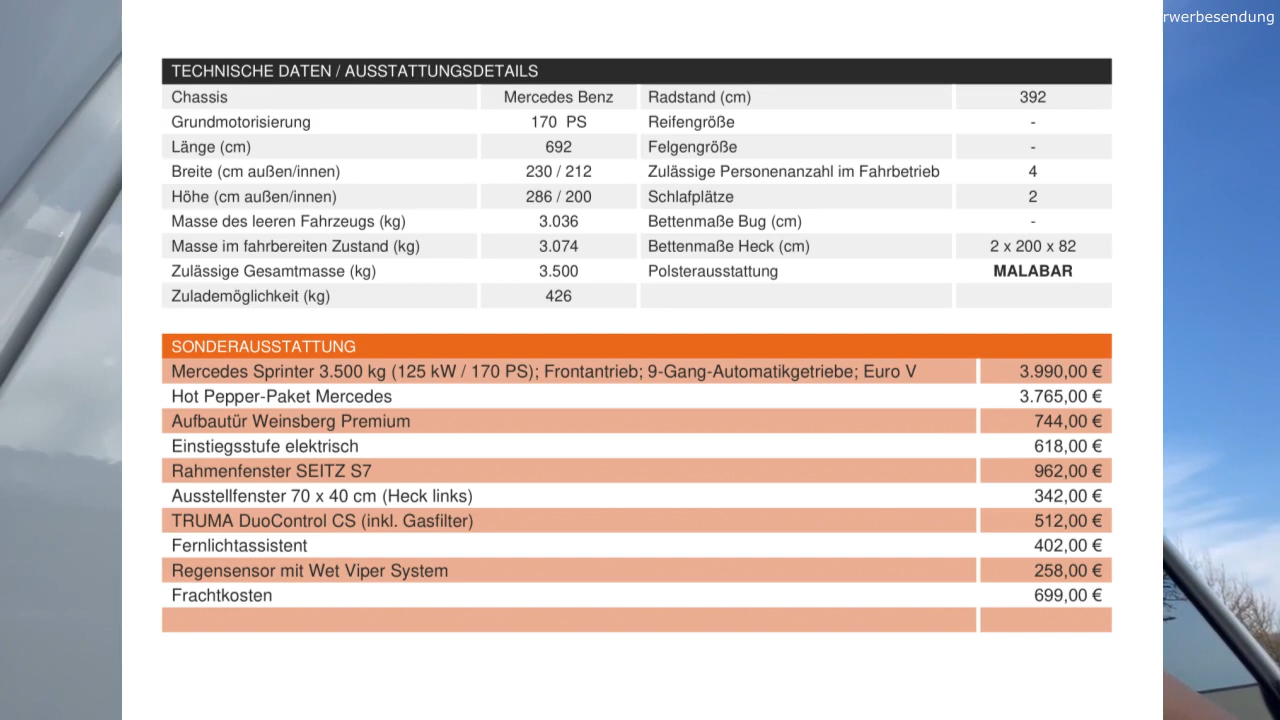 rwerbesendung
TECHNISCHE DATEN / AUSSTATTUNGSDETAILS
Chassis Mercedes Benz Radstand (cm) 392
Grundmotorisierung 170 PS Reifengröße -
Länge (cm) 692 Felgengröße -
Breite (cm außen/innen) 230 / 212 Zulässige Personenanzahl im Fahrbetrieb 4
Höhe (cm außen/innen) 286 / 200 Schlafplätze 2
Masse des leeren Fahrzeugs (kg) 3.036 Bettenmaße Bug (cm) -
Masse im fahrbereiten Zustand (kg) 3.074 Bettenmaße Heck (cm) 2 x 200 x 82
Zulässige Gesamtmasse (kg) 3.500 Polsterausstattung MALABAR
Zulademöglichkeit (kg) 426
SONDERAUSSTATTUNG
Mercedes Sprinter 3.500 kg (125 kW / 170 PS); Frontantrieb; 9-Gang-Automatikgetriebe; Euro V 3.990,00 €
Hot Pepper-Paket Mercedes 3.765,00 €
Aufbautür Weinsberg Premium 744,00 €
Einstiegsstufe elektrisch 618,00 €
Rahmenfenster SEITZ S7 962,00 €
Ausstellfenster 70 x 40 cm (Heck links) 342,00 €
TRUMA DuoControl CS (inkl. Gasfilter) 512,00 €
Fernlichtassistent 402,00 €
Regensensor mit Wet Viper System 258,00 €
Frachtkosten 699,00 €